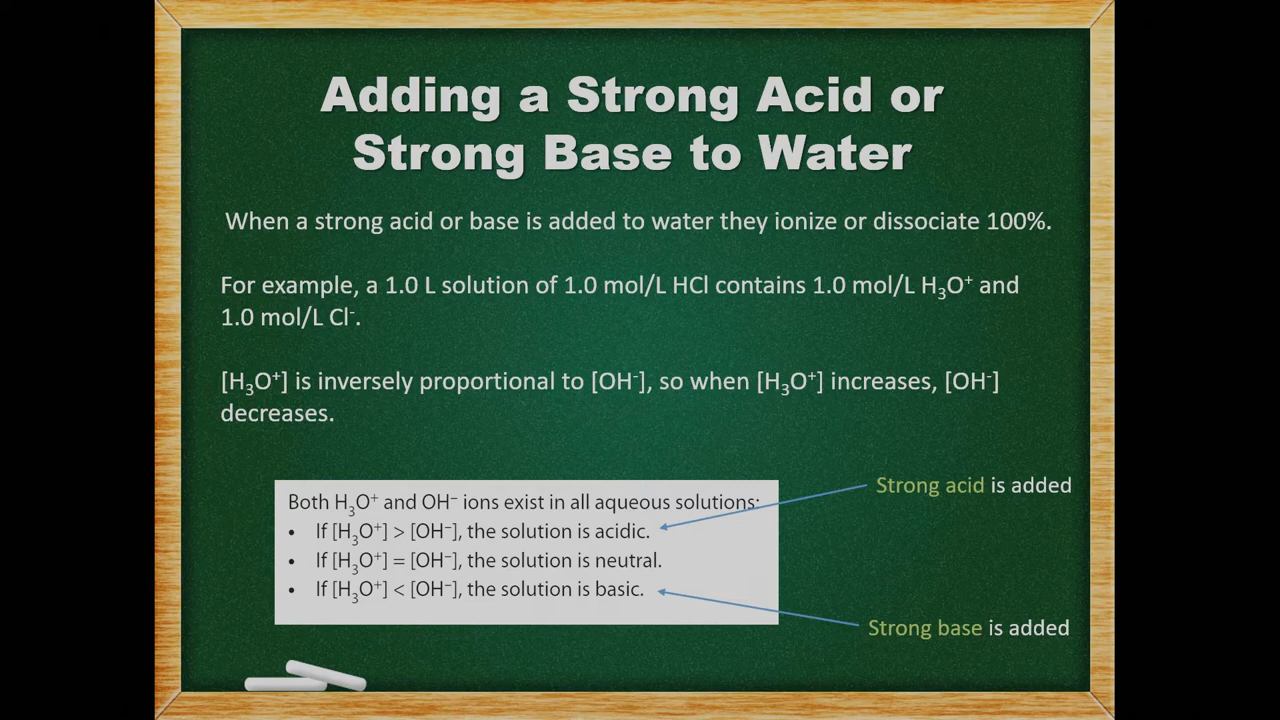 Adding a Strong Acid or
Strong Base to Water
When a strong acid or base is added to water they ionize or dissociate 100%.
For example, a 1.0 L solution of 1.0 mol/L HCl contains 1.0 mol/L H₃O⁺ and
1.0 mol/L Cl⁻.
[H₃O⁺] is inversely proportional to [OH⁻], so when [H₃O⁺] increases, [OH⁻]
decreases.
Both H₃O⁺ and OH⁻ ions exist in all aqueous solutions:
• If [H₃O⁺] > [OH⁻], the solution is acidic.
• If [H₃O⁺] = [OH⁻], the solution is neutral.
• If [H₃O⁺] < [OH⁻], the solution is basic.
Strong acid is added
Strong base is added